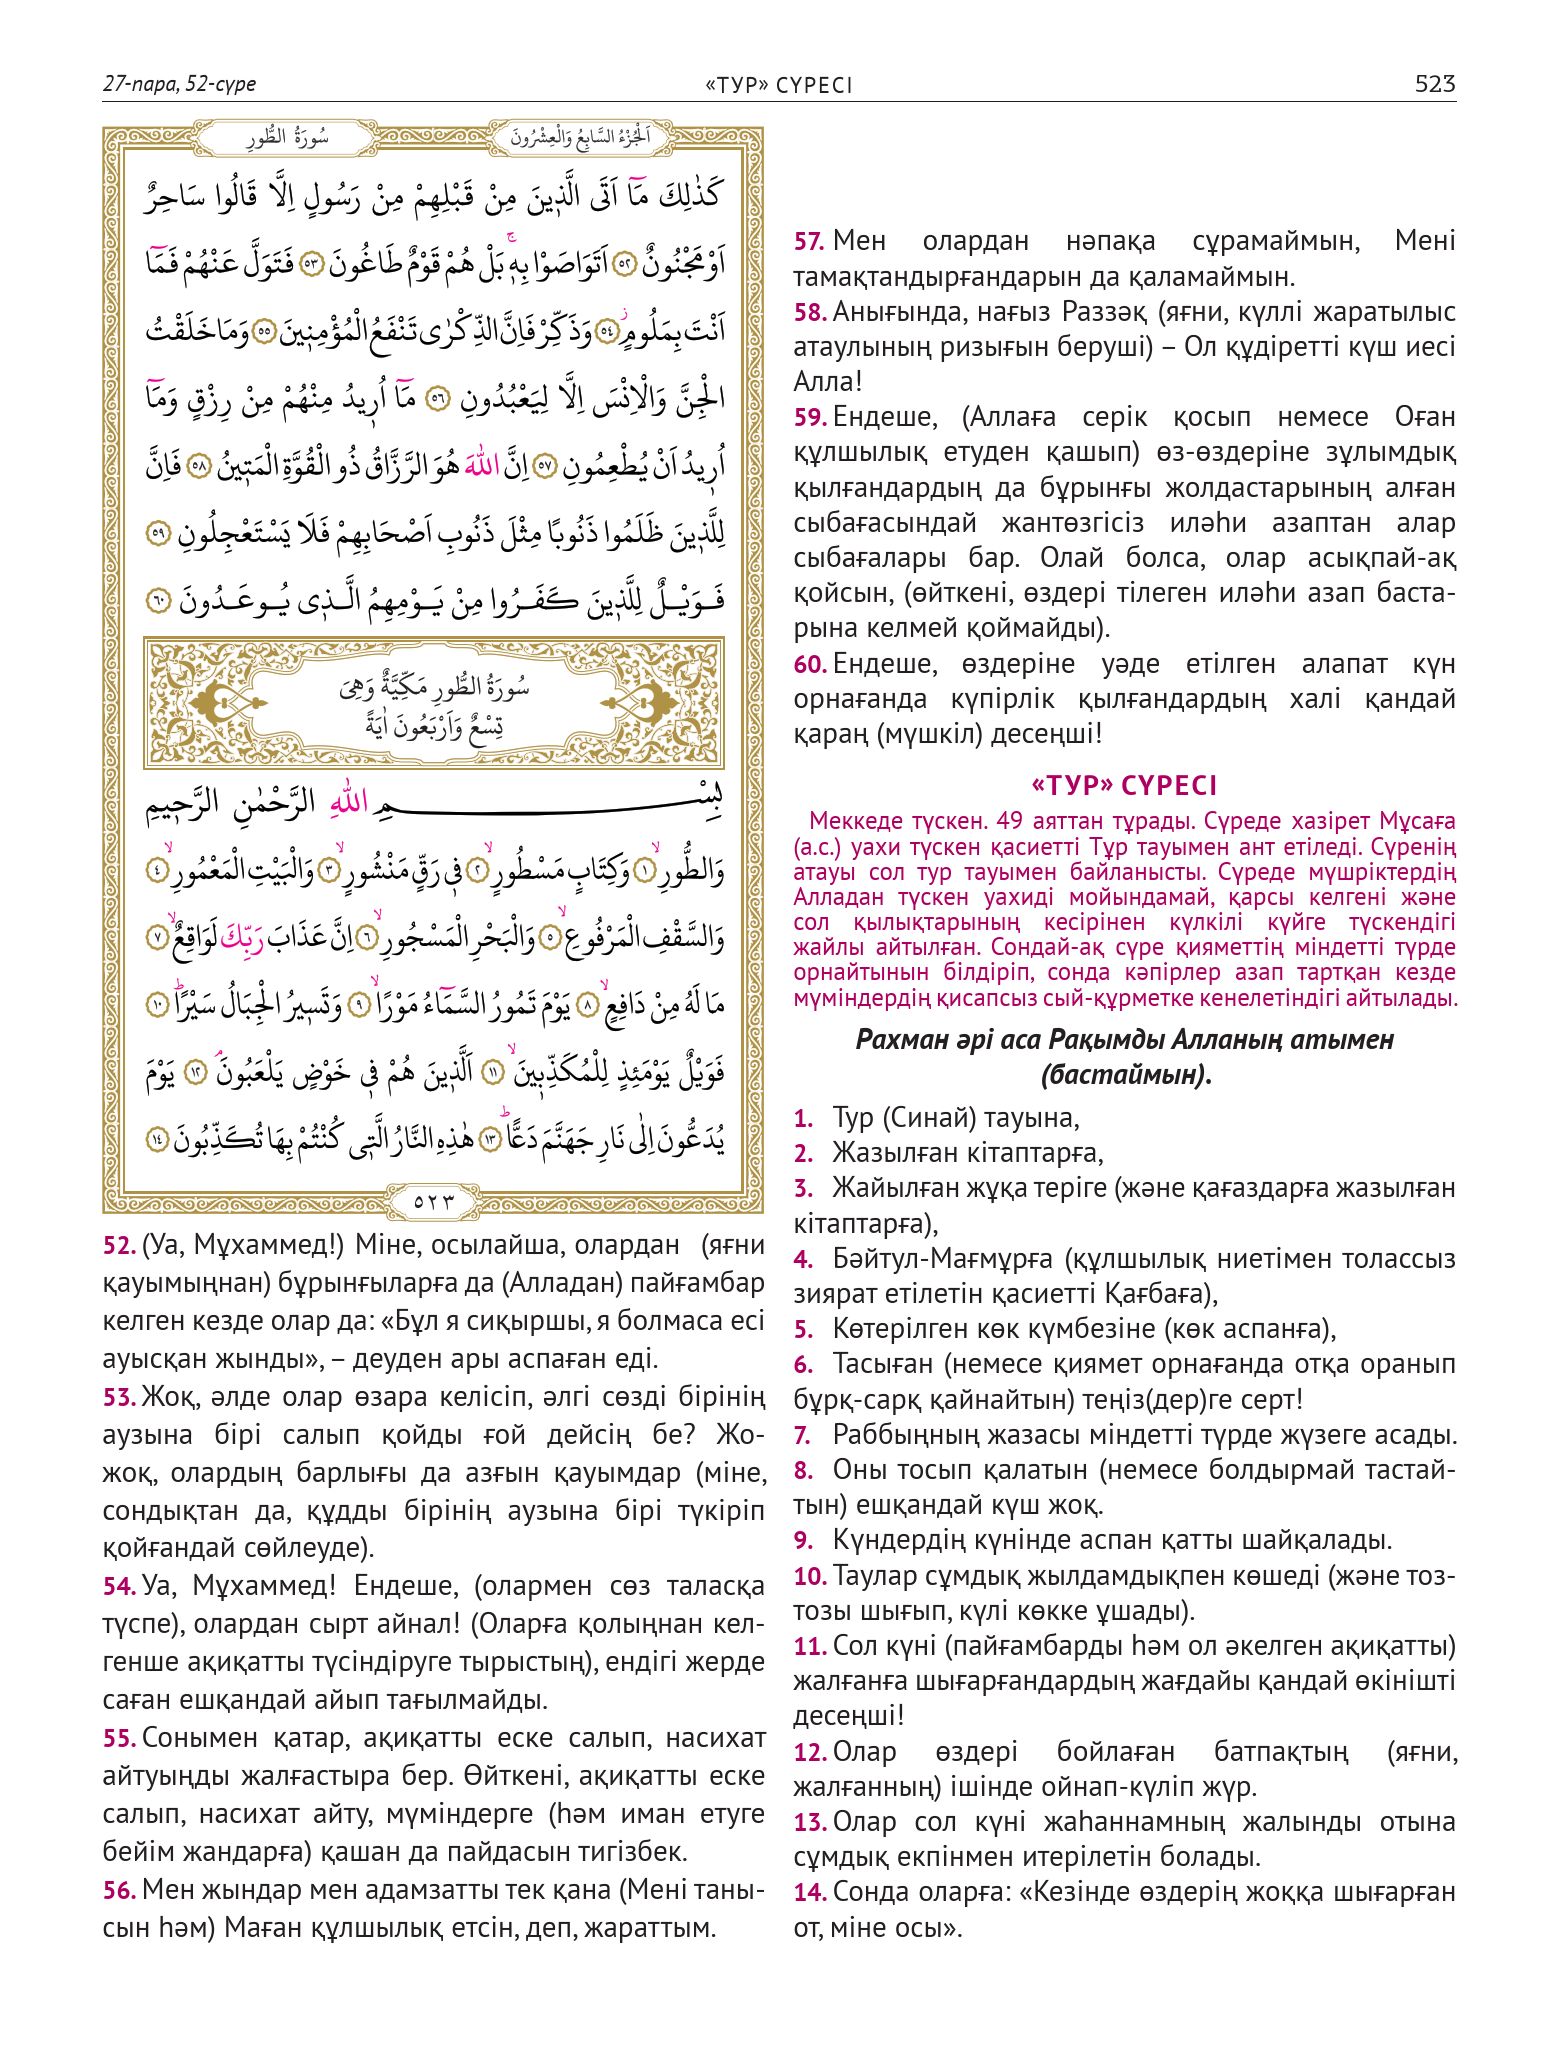 27-пара, 52-сүре
«ТУР» СҮРЕСІ
523
سُورَةُ الطُّورِ
اَلْجُزْءُ السَّابِعُ وَالْعِشْرُونَ
كَذٰلِكَ مَٓا اَتَى الَّذ۪ينَ مِنْ قَبْلِهِمْ مِنْ رَسُولٍ اِلَّا قَالُوا سَاحِرٌ
اَوْ مَجْنُونٌ ﴿٥٢﴾ اَتَوَاصَوْا بِه۪ۚ بَلْ هُمْ قَوْمٌ طَاغُونَ ﴿٥٣﴾ فَتَوَلَّ عَنْهُمْ فَمَٓا
اَنْتَ بِمَلُومٍۘ ﴿٥٤﴾ وَذَكِّرْ فَاِنَّ الذِّكْرٰى تَنْفَعُ الْمُؤْمِن۪ينَ ﴿٥٥﴾ وَمَا خَلَقْتُ
الْجِنَّ وَالْاِنْسَ اِلَّا لِيَعْبُدُونِ ﴿٥٦﴾ مَٓا اُر۪يدُ مِنْهُمْ مِنْ رِزْقٍ وَمَٓا
اُر۪يدُ اَنْ يُطْعِمُونِ ﴿٥٧﴾ اِنَّ اللّٰهَ هُوَ الرَّزَّاقُ ذُو الْقُوَّةِ الْمَت۪ينُ ﴿٥٨﴾ فَاِنَّ
لِلَّذ۪ينَ ظَلَمُوا ذَنُوبًا مِثْلَ ذَنُوبِ اَصْحَابِهِمْ فَلَا يَسْتَعْجِلُونِ ﴿٥٩﴾
فَوَيْلٌ لِلَّذ۪ينَ كَفَرُوا مِنْ يَوْمِهِمُ الَّذ۪ى يُوعَدُونَ ﴿٦٠﴾
سُورَةُ الطُّورِ مَكِّيَّةٌ وَهِىَ
تِسْعٌ وَاَرْبَعُونَ اٰيَةً
بِسْمِ اللّٰهِ الرَّحْمٰنِ الرَّح۪يمِ
وَالطُّورِۙ ﴿١﴾ وَكِتَابٍ مَسْطُورٍۙ ﴿٢﴾ ف۪ى رَقٍّ مَنْشُورٍۙ ﴿٣﴾ وَالْبَيْتِ الْمَعْمُورِۙ ﴿٤﴾
وَالسَّقْفِ الْمَرْفُوعِۙ ﴿٥﴾ وَالْبَحْرِ الْمَسْجُورِۙ ﴿٦﴾ اِنَّ عَذَابَ رَبِّكَ لَوَاقِعٌۙ ﴿٧﴾
مَا لَهُ مِنْ دَافِعٍۙ ﴿٨﴾ يَوْمَ تَمُورُ السَّمَٓاءُ مَوْرًاۙ ﴿٩﴾ وَتَس۪يرُ الْجِبَالُ سَيْرًاۜ ﴿١٠﴾
فَوَيْلٌ يَوْمَئِذٍ لِلْمُكَذِّب۪ينَۙ ﴿١١﴾ اَلَّذ۪ينَ هُمْ ف۪ى خَوْضٍ يَلْعَبُونَۢ ﴿١٢﴾ يَوْمَ
يُدَعُّونَ اِلٰى نَارِ جَهَنَّمَ دَعًّاۜ ﴿١٣﴾ هٰذِهِ النَّارُ الَّت۪ى كُنْتُمْ بِهَا تُكَذِّبُونَ ﴿١٤﴾
٥٢٣
52. (Уа, Мұхаммед!) Міне, осылайша, олардан (яғни
қауымыңнан) бұрынғыларға да (Алладан) пайғамбар
келген кезде олар да: «Бұл я сиқыршы, я болмаса есі
ауысқан жынды», – деуден ары аспаған еді.
53. Жоқ, әлде олар өзара келісіп, әлгі сөзді бірінің
аузына бірі салып қойды ғой дейсің бе? Жо-
жоқ, олардың барлығы да азғын қауымдар (міне,
сондықтан да, құдды бірінің аузына бірі түкіріп
қойғандай сөйлеуде).
54. Уа, Мұхаммед! Ендеше, (олармен сөз таласқа
түспе), олардан сырт айнал! (Оларға қолыңнан кел-
генше ақиқатты түсіндіруге тырыстың), ендігі жерде
саған ешқандай айып тағылмайды.
55. Сонымен қатар, ақиқатты еске салып, насихат
айтуыңды жалғастыра бер. Өйткені, ақиқатты еске
салып, насихат айту, мүміндерге (һәм иман етуге
бейім жандарға) қашан да пайдасын тигізбек.
56. Мен жындар мен адамзатты тек қана (Мені таны-
сын һәм) Маған құлшылық етсін, деп, жараттым.
57. Мен олардан нәпақа сұрамаймын, Мені
тамақтандырғандарын да қаламаймын.
58. Анығында, нағыз Раззәқ (яғни, күллі жаратылыс
атаулының ризығын беруші) – Ол құдіретті күш иесі
Алла!
59. Ендеше, (Аллаға серік қосып немесе Оған
құлшылық етуден қашып) өз-өздеріне зұлымдық
қылғандардың да бұрынғы жолдастарының алған
сыбағасындай жантөзгісіз иләһи азаптан алар
сыбағалары бар. Олай болса, олар асықпай-ақ
қойсын, (өйткені, өздері тілеген иләһи азап баста-
рына келмей қоймайды).
60. Ендеше, өздеріне уәде етілген алапат күн
орнағанда күпірлік қылғандардың халі қандай
қараң (мүшкіл) десеңші!
«ТУР» СҮРЕСІ
Меккеде түскен. 49 аяттан тұрады. Сүреде хазірет Мұсаға
(а.с.) уахи түскен қасиетті Тұр тауымен ант етіледі. Сүренің
атауы сол тур тауымен байланысты. Сүреде мүшріктердің
Алладан түскен уахиді мойындамай, қарсы келгені және
сол қылықтарының кесірінен күлкілі күйге түскендігі
жайлы айтылған. Сондай-ақ сүре қияметтің міндетті түрде
орнайтынын білдіріп, сонда кәпірлер азап тартқан кезде
мүміндердің қисапсыз сый-құрметке кенелетіндігі айтылады.
Рахман әрі аса Рақымды Алланың атымен
(бастаймын).
1. Тур (Синай) тауына,
2. Жазылған кітаптарға,
3. Жайылған жұқа теріге (және қағаздарға жазылған
кітаптарға),
4. Бәйтул-Мағмұрға (құлшылық ниетімен толассыз
зиярат етілетін қасиетті Қағбаға),
5. Көтерілген көк күмбезіне (көк аспанға),
6. Тасыған (немесе қиямет орнағанда отқа оранып
бұрқ-сарқ қайнайтын) теңіз(дер)ге серт!
7. Раббыңның жазасы міндетті түрде жүзеге асады.
8. Оны тосып қалатын (немесе болдырмай тастай-
тын) ешқандай күш жоқ.
9. Күндердің күнінде аспан қатты шайқалады.
10. Таулар сұмдық жылдамдықпен көшеді (және тоз-
тозы шығып, күлі көкке ұшады).
11. Сол күні (пайғамбарды һәм ол әкелген ақиқатты)
жалғанға шығарғандардың жағдайы қандай өкінішті
десеңші!
12. Олар өздері бойлаған батпақтың (яғни,
жалғанның) ішінде ойнап-күліп жүр.
13. Олар сол күні жаһаннамның жалынды отына
сұмдық екпінмен итерілетін болады.
14. Сонда оларға: «Кезінде өздерің жоққа шығарған
от, міне осы».